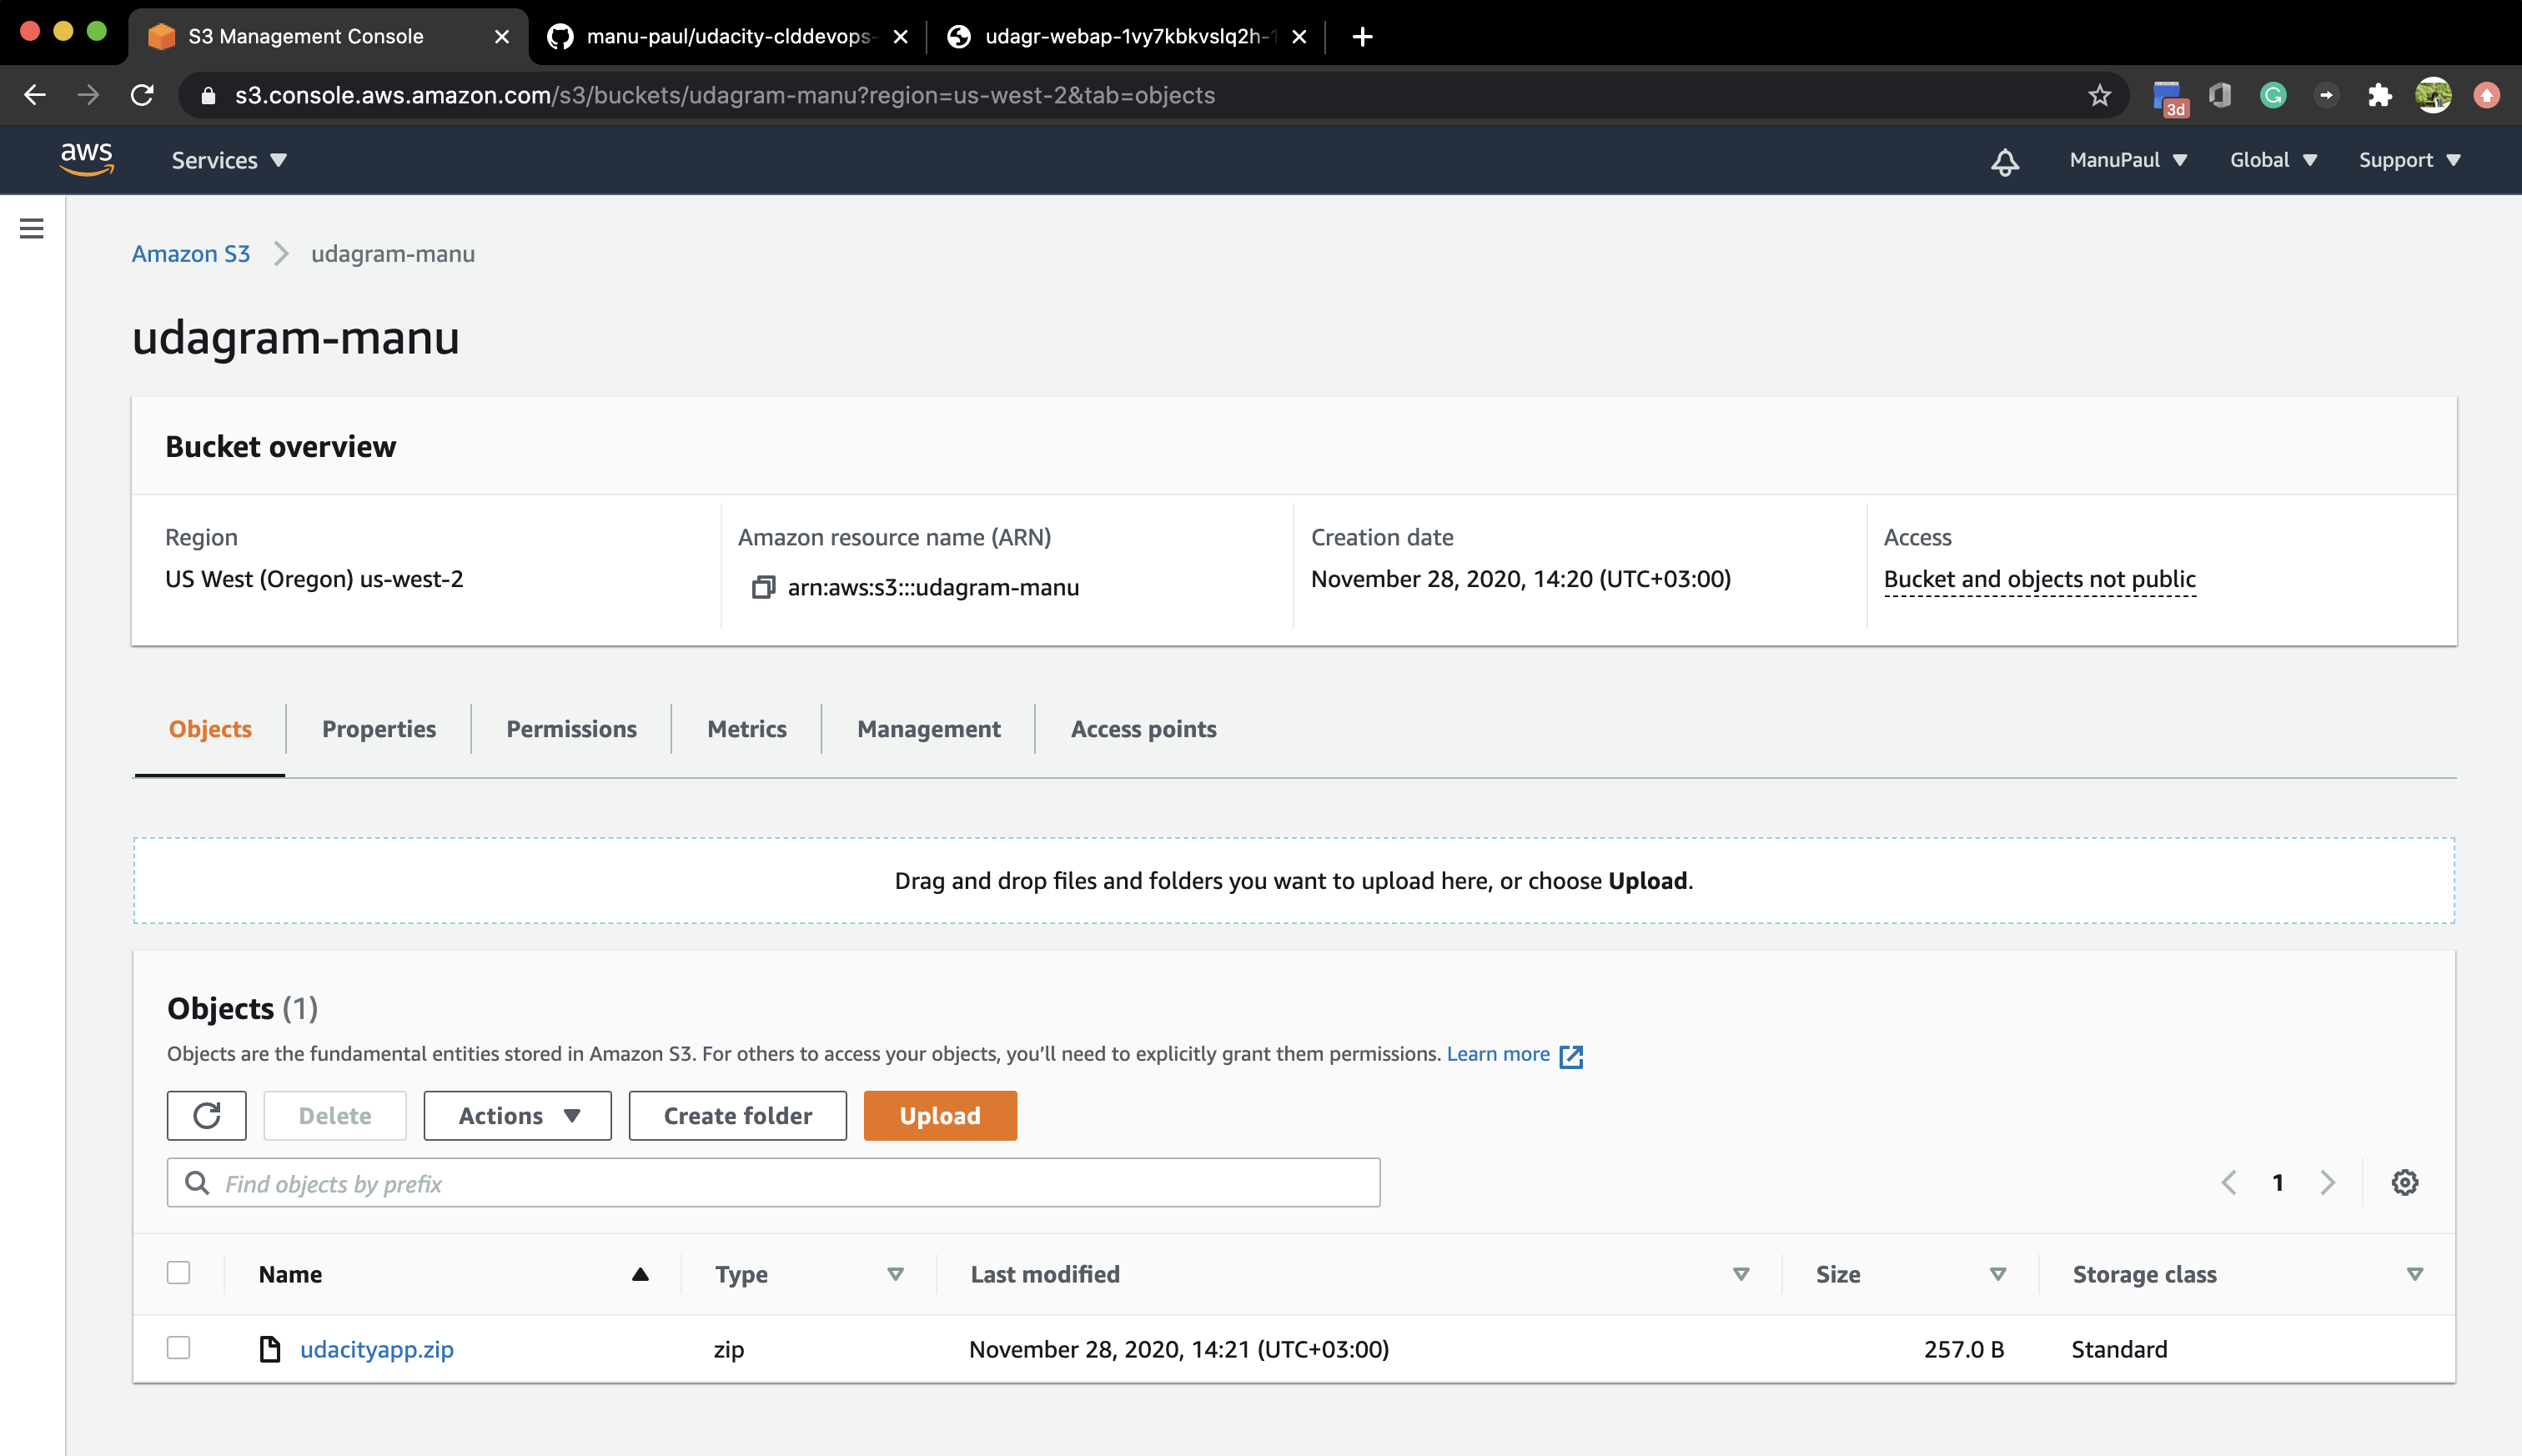 S3 Management Console
manu-paul/udacity-clddevops-
udagr-webap-1vy7kbkvslq2h-1
s3.console.aws.amazon.com/s3/buckets/udagram-manu?region=us-west-2&tab=objects
3d
aws
Services
ManuPaul
Global
Support
Amazon S3
udagram-manu
udagram-manu
Bucket overview
Region
US West (Oregon) us-west-2
Amazon resource name (ARN)
arn:aws:s3:::udagram-manu
Creation date
November 28, 2020, 14:20 (UTC+03:00)
Access
Bucket and objects not public
Objects
Properties
Permissions
Metrics
Management
Access points
Drag and drop files and folders you want to upload here, or choose Upload.
Objects (1)
Objects are the fundamental entities stored in Amazon S3. For others to access your objects, you’ll need to explicitly grant them permissions. Learn more
Delete
Actions
Create folder
Upload
Find objects by prefix
1
Name
Type
Last modified
Size
Storage class
udacityapp.zip
zip
November 28, 2020, 14:21 (UTC+03:00)
257.0 B
Standard